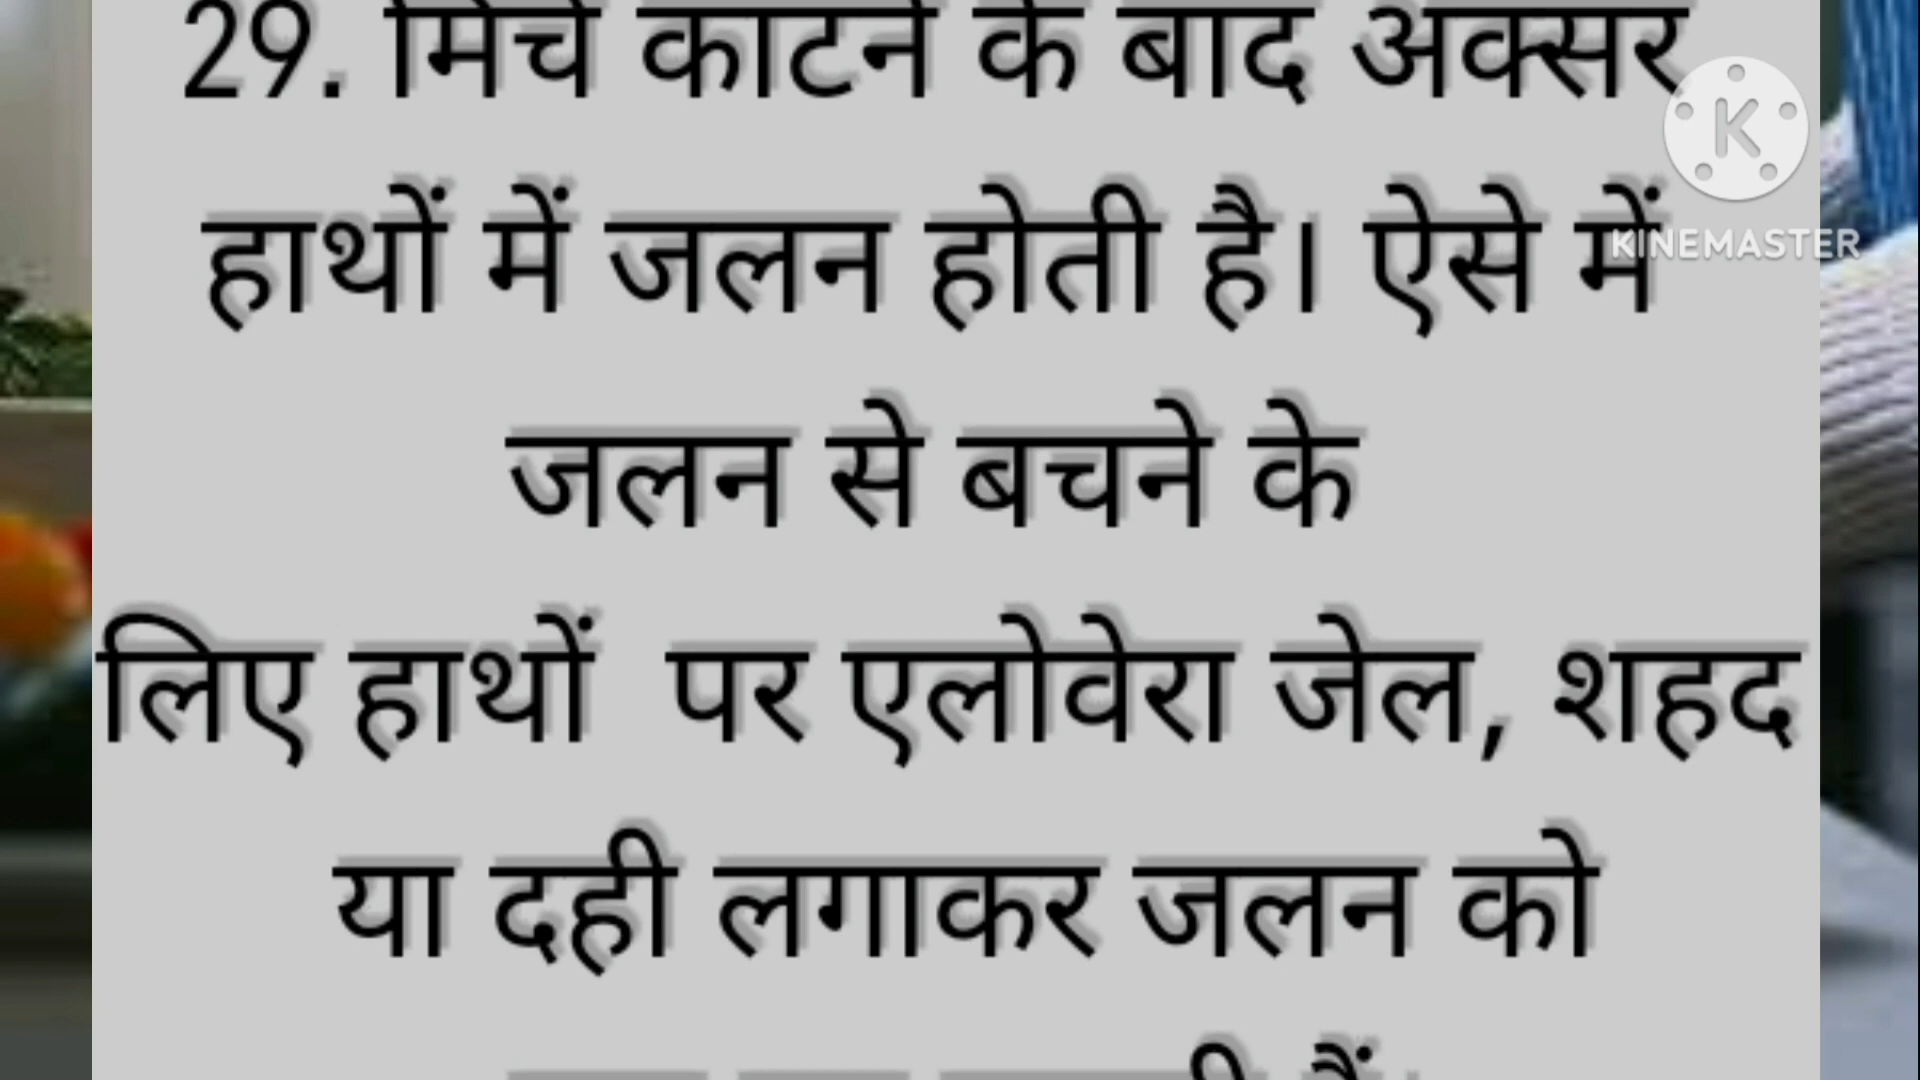 29. मिर्च काटने के बाद अक्सर
हाथों में जलन होती है। ऐसे में
जलन से बचने के
लिए हाथों पर एलोवेरा जेल, शहद
या दही लगाकर जलन को
K
KINEMASTER